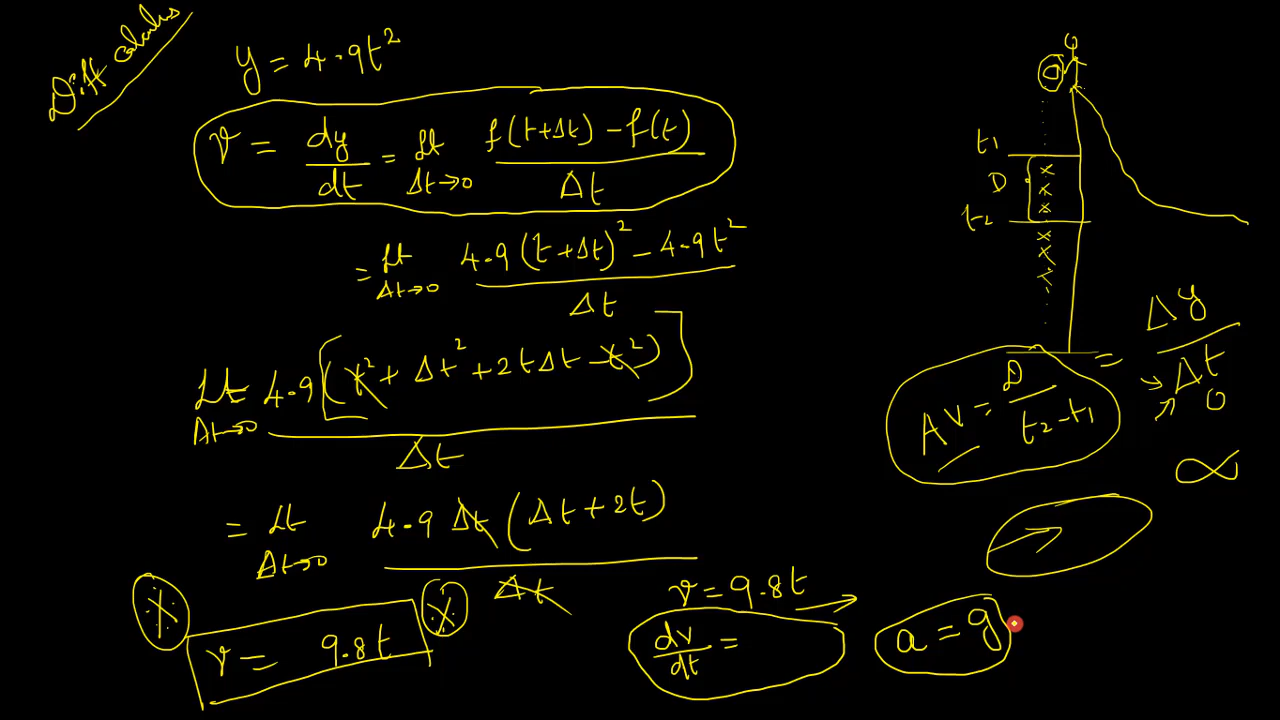 Diff calculus
y = 4.9t²
v = dy/dt = Lt Δt→0 f(t+Δt) - f(t) / Δt
= Lt Δt→0 4.9(t+Δt)² - 4.9t² / Δt
Lt Δt→0 4.9(t² + Δt² + 2tΔt - t²) / Δt
= Lt Δt→0 4.9 Δt (Δt + 2t) / Δt
v = 9.8t
v = 9.8t
dv/dt =
a = g
t1
D
t2
AV = D / t2 - t1 = Δy / Δt
0
∞